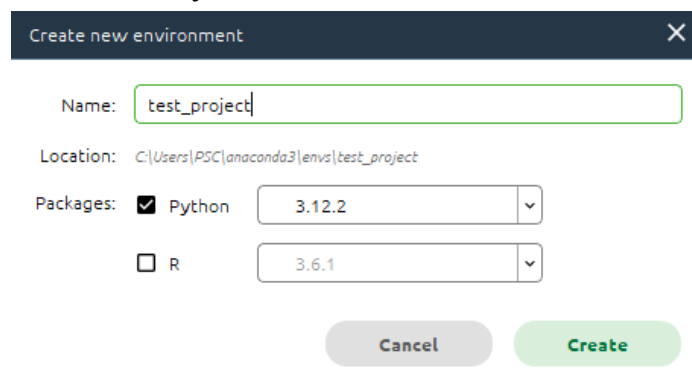 Create new environment
Name: test_project
Location: C:\Users\PSC\anaconda3\envs\test_project
Packages: Python 3.12.2
R 3.6.1
Cancel Create